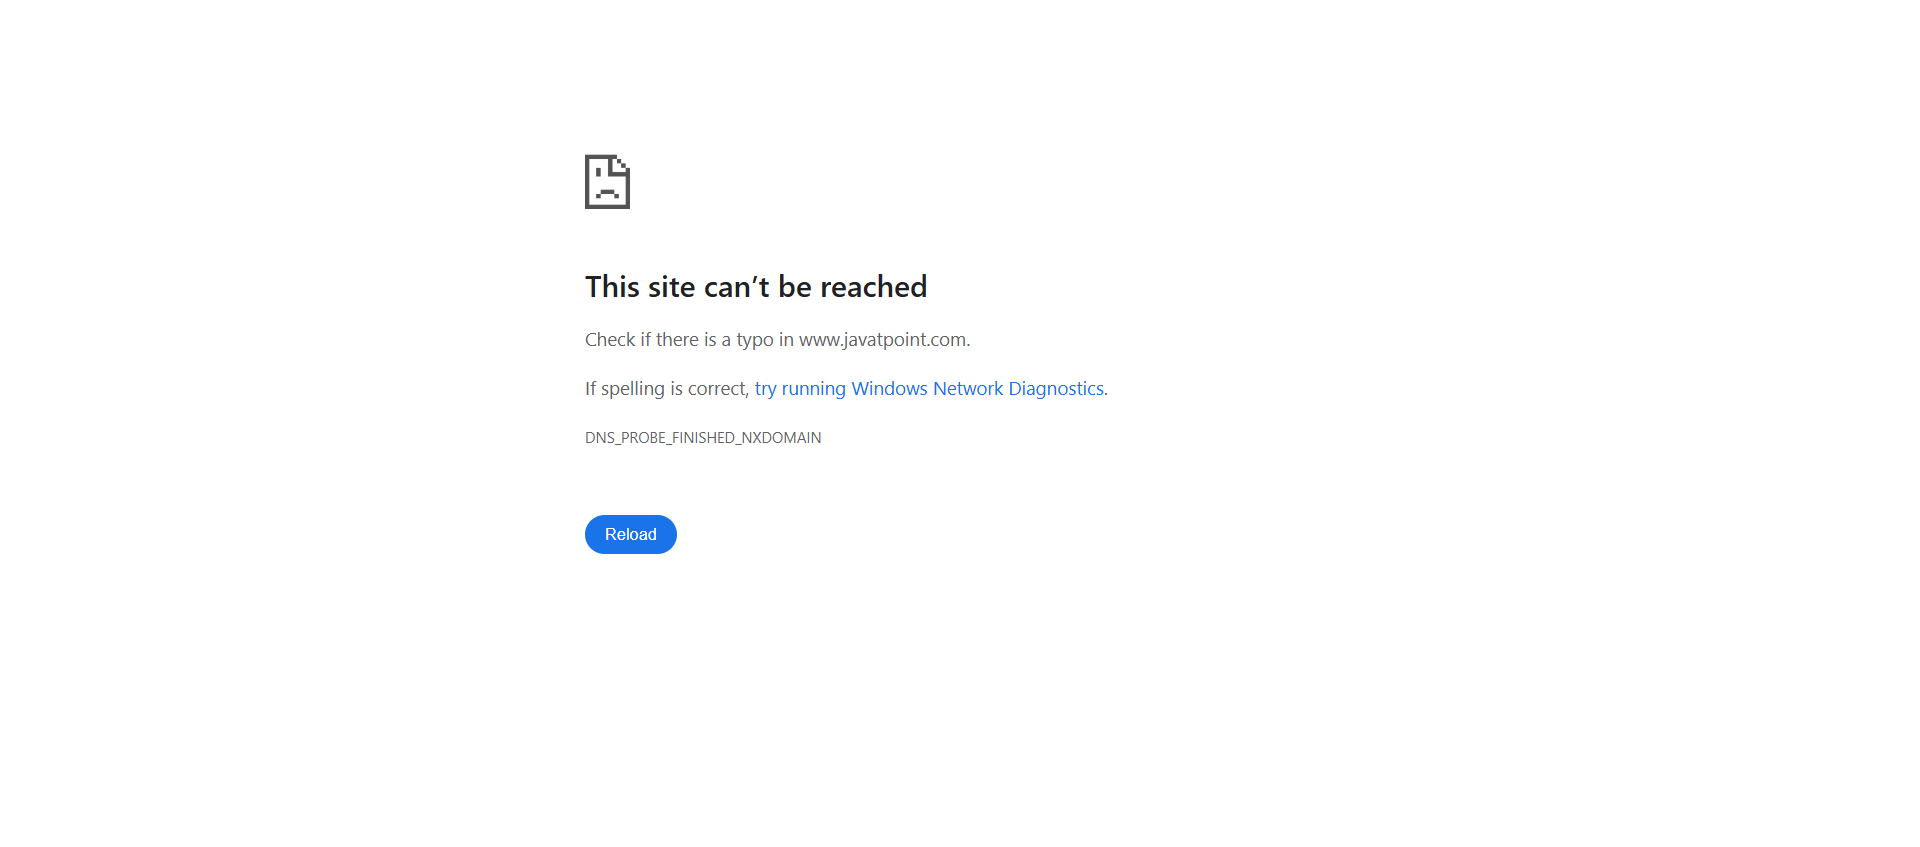 This site can’t be reached
Check if there is a typo in www.javatpoint.com.
If spelling is correct, try running Windows Network Diagnostics.
DNS_PROBE_FINISHED_NXDOMAIN
Reload